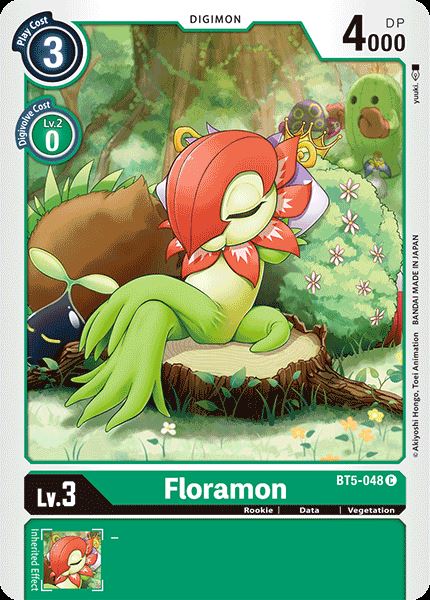 DIGIMON
Play Cost
3
DP
4000
Digivolve Cost
Lv.2
0
yuuki.
© Akiyoshi Hongo, Toei Animation BANDAI MADE IN JAPAN
Lv.3
Floramon
BT5-048 C
Rookie | Data | Vegetation
Inherited Effect
–